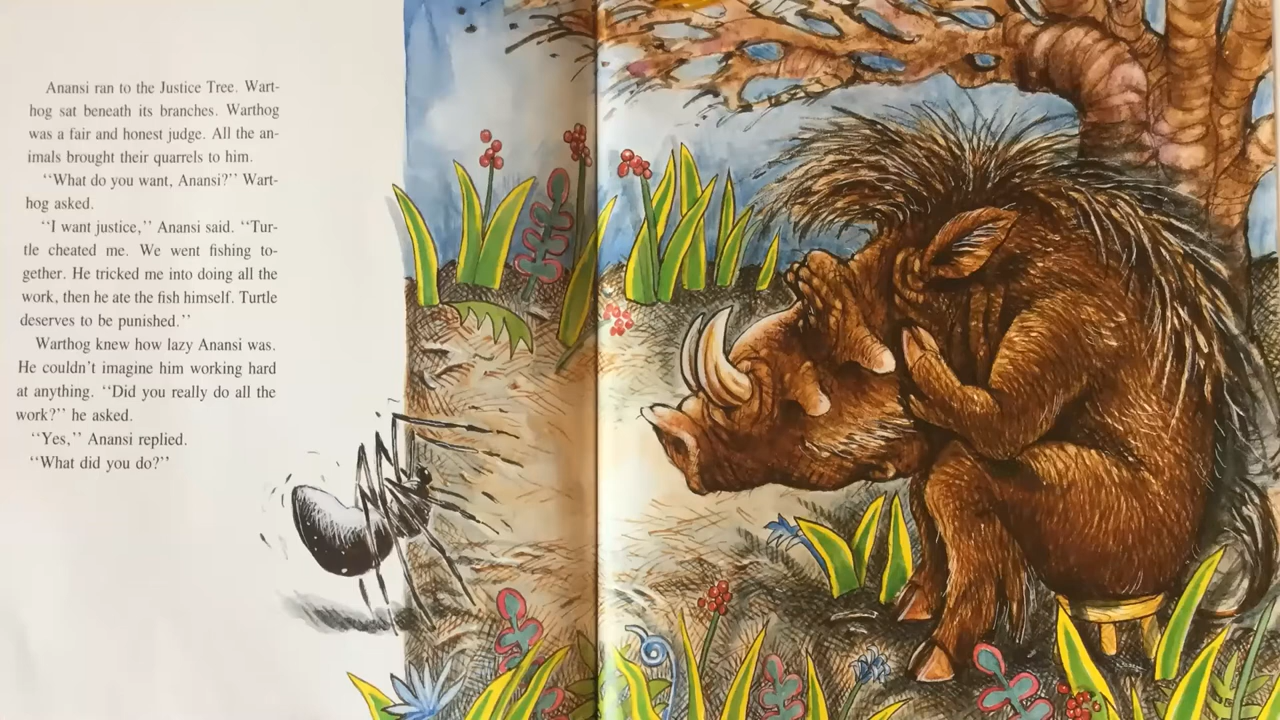 Anansi ran to the Justice Tree. Wart-
hog sat beneath its branches. Warthog
was a fair and honest judge. All the an-
imals brought their quarrels to him.
‘‘What do you want, Anansi?’’ Wart-
hog asked.
‘‘I want justice,’’ Anansi said. ‘‘Tur-
tle cheated me. We went fishing to-
gether. He tricked me into doing all the
work, then he ate the fish himself. Turtle
deserves to be punished.’’
Warthog knew how lazy Anansi was.
He couldn’t imagine him working hard
at anything. ‘‘Did you really do all the
work?’’ he asked.
‘‘Yes,’’ Anansi replied.
‘‘What did you do?’’